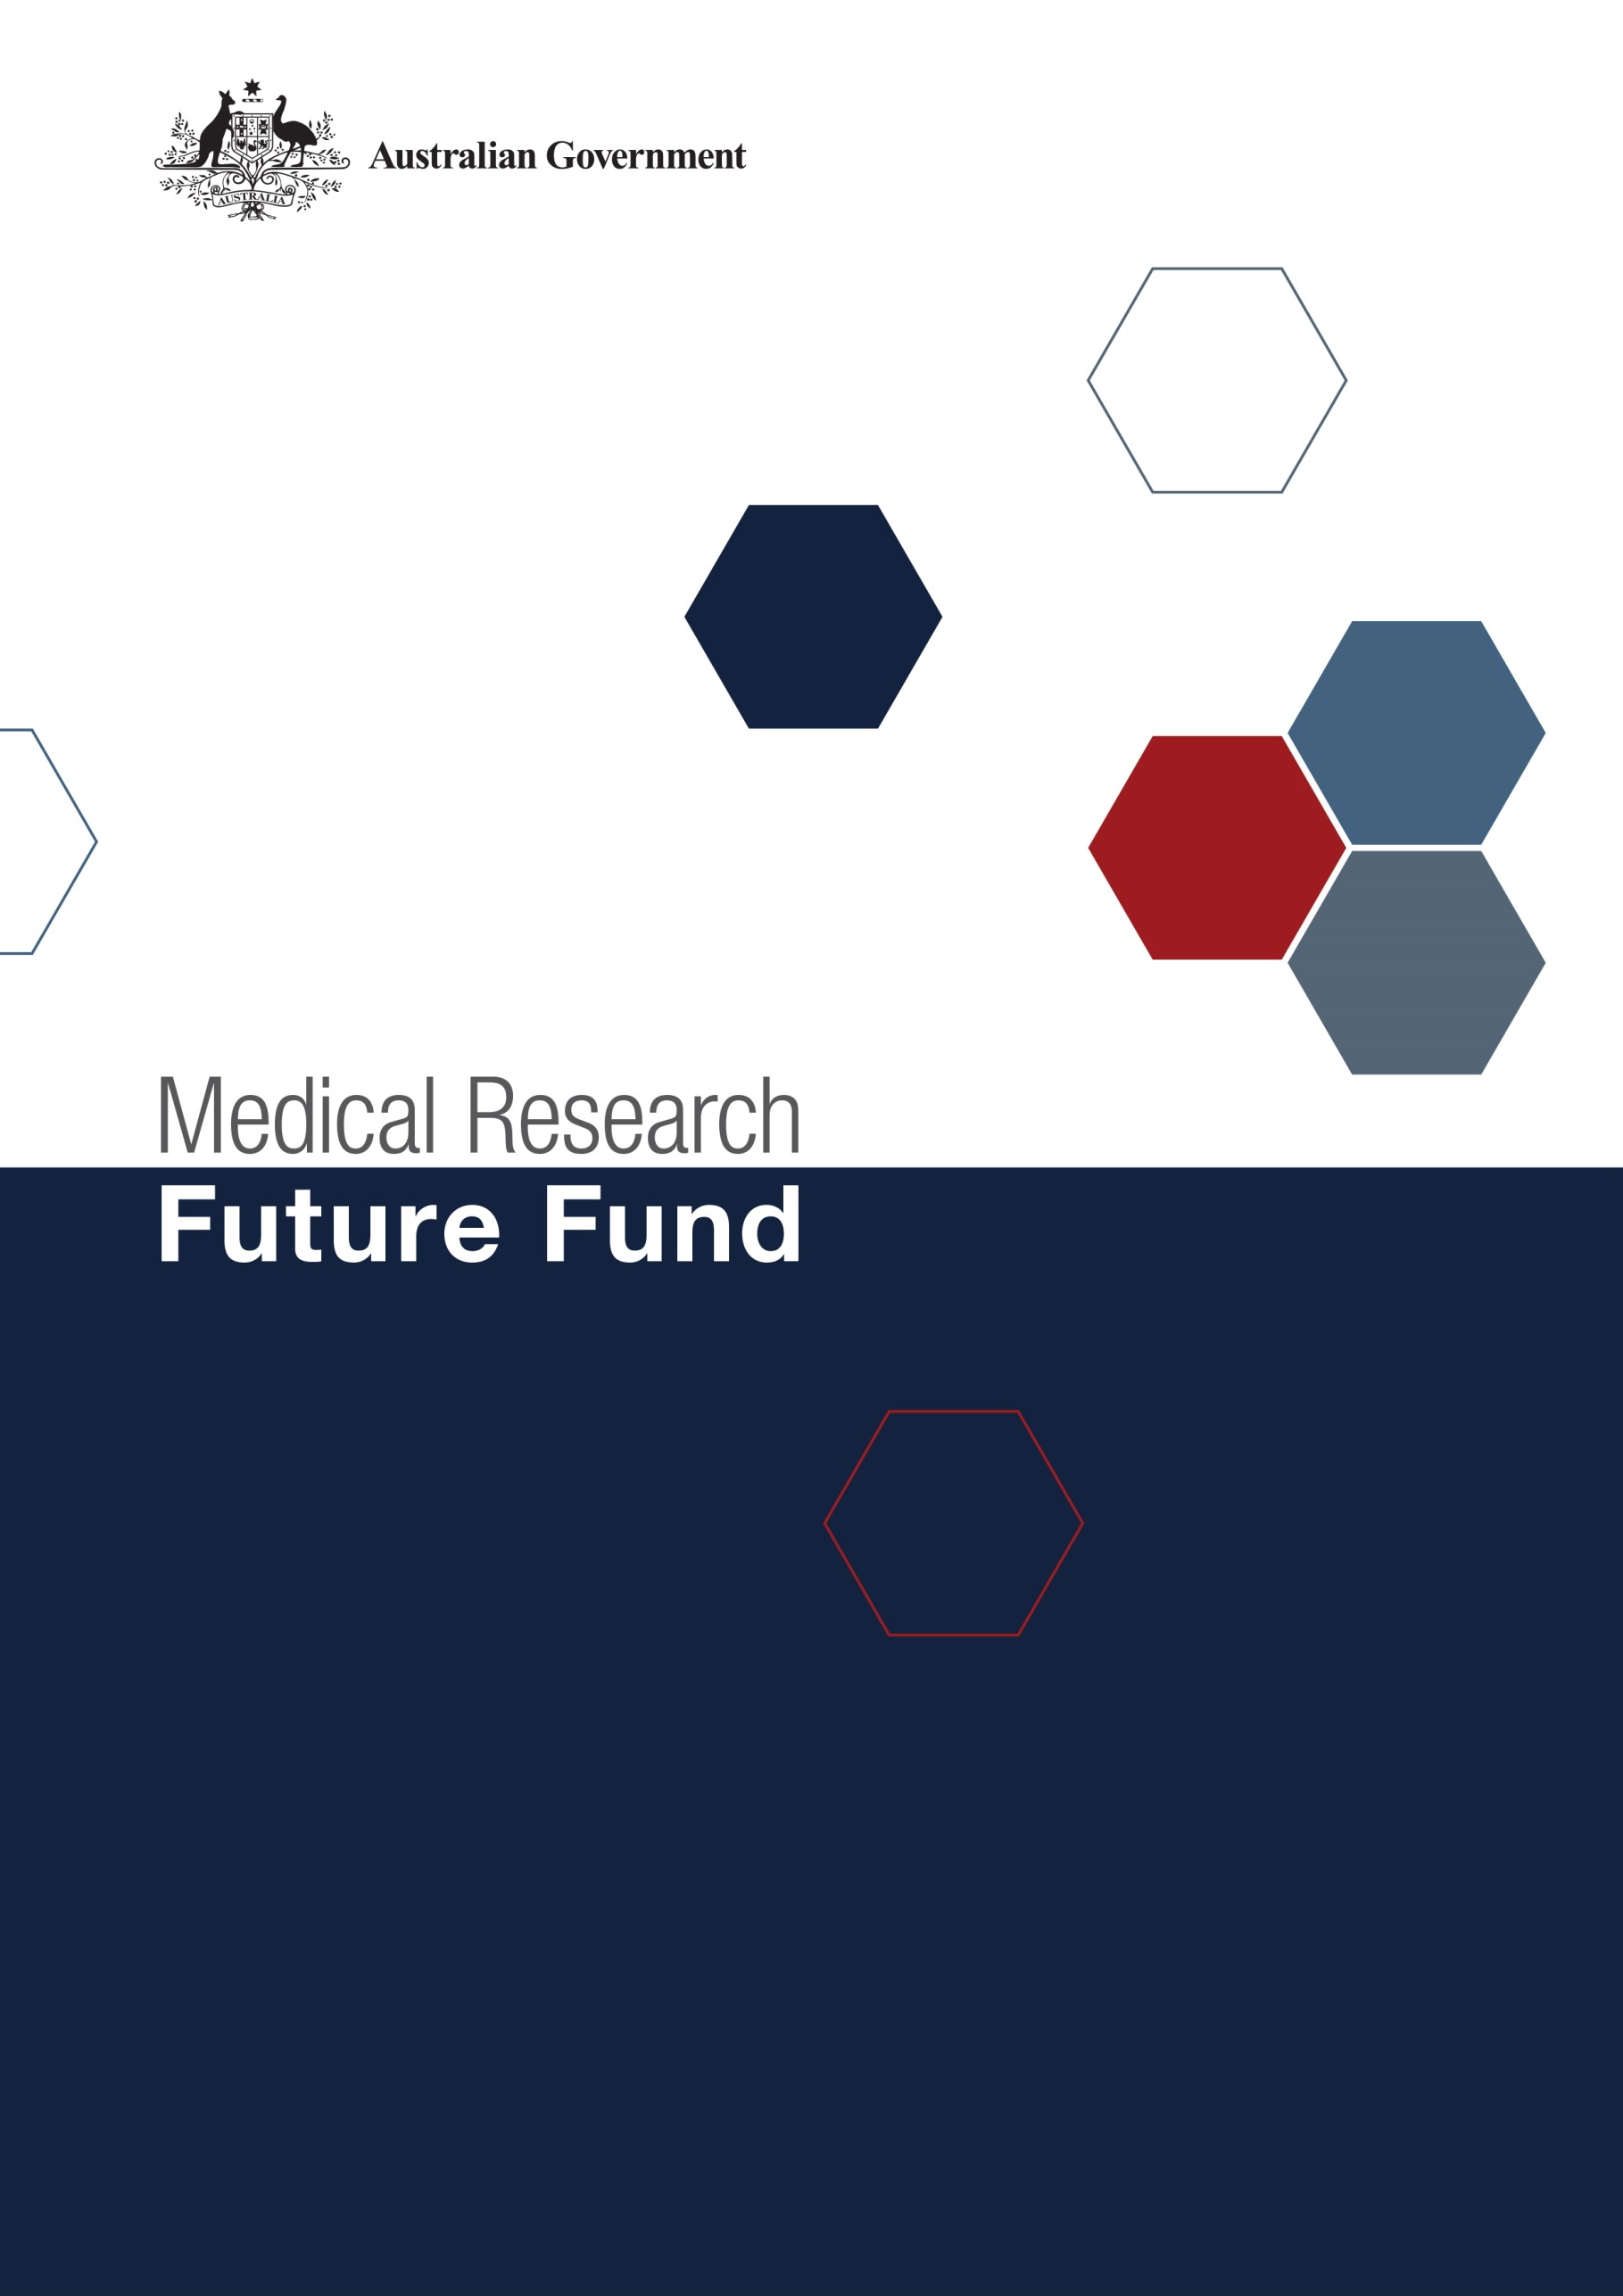 AUSTRALIA
Australian Government
Medical Research
Future Fund